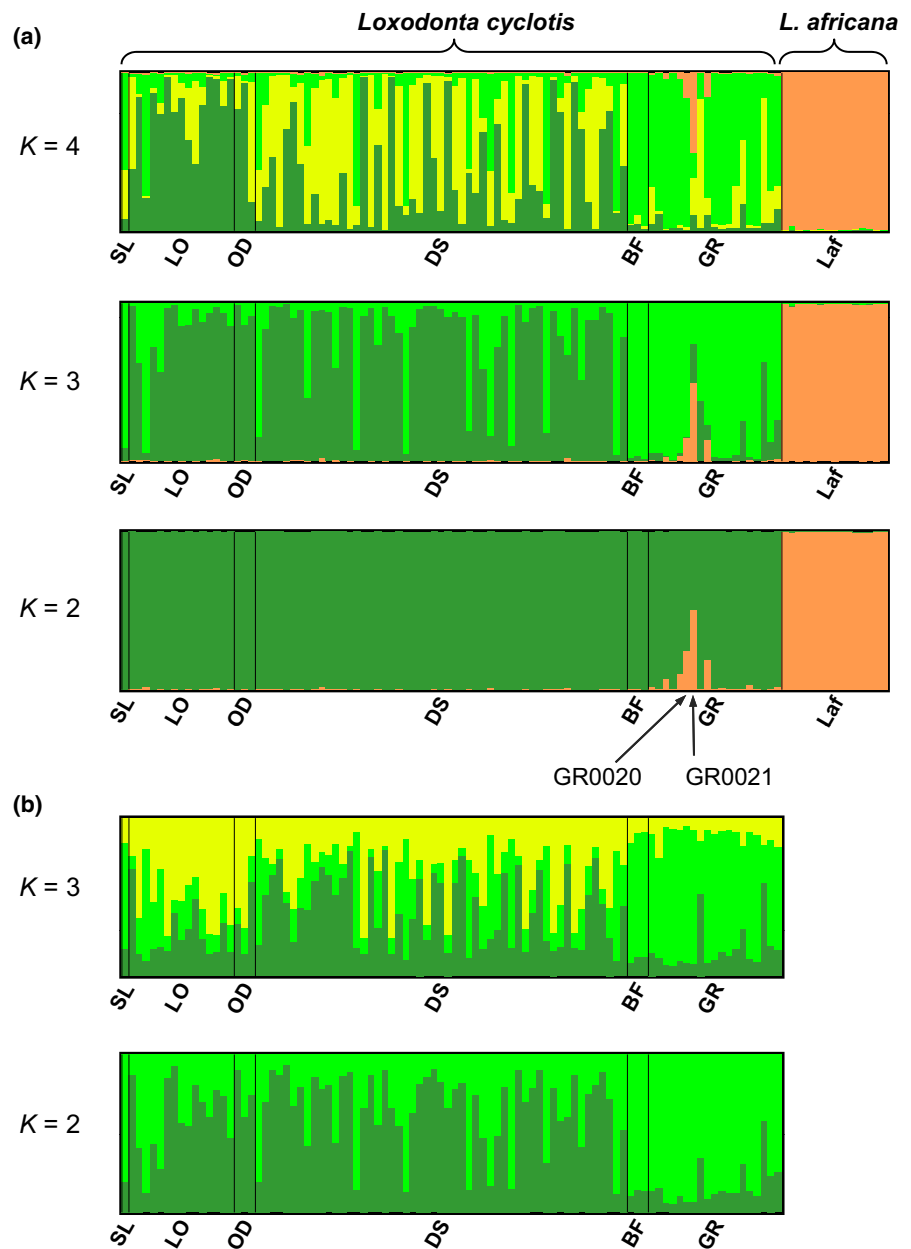 (a)
Loxodonta cyclotis L. africana
K = 4
SL LO OD DS BF GR Laf
K = 3
SL LO OD DS BF GR Laf
K = 2
SL LO OD DS BF GR Laf
GR0020 GR0021
(b)
K = 3
SL LO OD DS BF GR
K = 2
SL LO OD DS BF GR